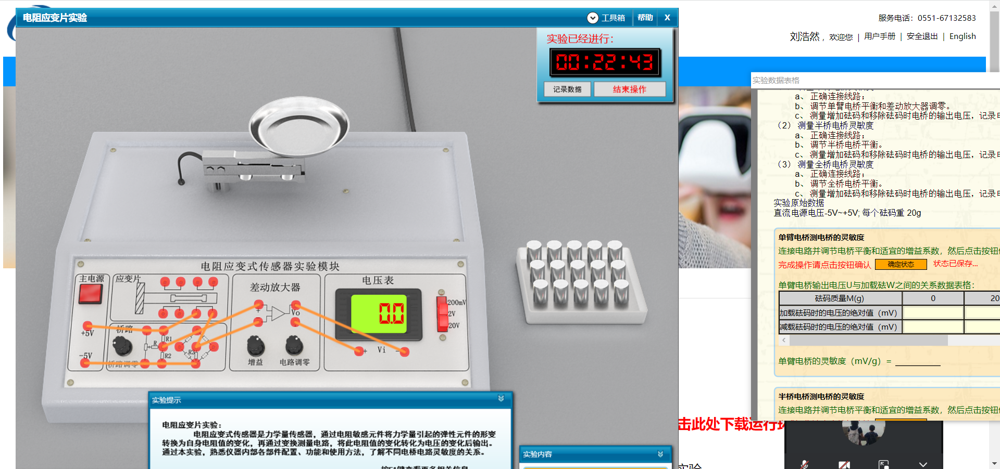 电阻应变片实验
工具箱
帮助
X
服务电话：0551-67132583
刘浩然 ，欢迎您 | 用户手册 | 安全退出 | English
实验已经进行：
00:22:43
记录数据
结束操作
实验数据表格
a、 正确连接线路；
b、 调节单臂电桥平衡和差动放大器调零。
c、 测量增加砝码和移除砝码时电桥的输出电压，记录
（2） 测量半桥电桥灵敏度
a、 正确连接线路；
b、 调节半桥电桥平衡。
c、 测量增加砝码和移除砝码时电桥的输出电压，记录
（3） 测量全桥电桥灵敏度
a、 正确连接线路；
b、 调节全桥电桥平衡。
c、 测量增加砝码和移除砝码时电桥的输出电压，记录
实验原始数据
直流电源电压-5V~+5V; 每个砝码重 20g
单臂电桥测电桥的灵敏度
连接电路并调节电桥平衡和适宜的增益系数，然后点击按钮
完成操作请点击按钮确认
确定状态
状态已保存...
单臂电桥输出电压U与加载砝W之间的关系数据表格：
砝码质量M(g) 0 20
加载砝码时的电压的绝对值（mV）
减载砝码时的电压的绝对值（mV）
单臂电桥的灵敏度（mV/g）=
半桥电桥测电桥的灵敏度
连接电路并调节电桥平衡和适宜的增益系数，然后点击按钮
电阻应变式传感器实验模块
主电源
应变片
差动放大器
电压表
0.0
200mV
2V
20V
+5V
-5V
桥路
桥路调零
R
R1
R2
R3
+
Vo
增益
电路调零
+ Vi -
实验提示
电阻应变片实验：
电阻应变式传感器是力学量传感器，通过电阻敏感元件将力学量引起的弹性元件的形变
转换为自身电阻值的变化，再通过变换测量电路，将此电阻值的变化转化为电压的变化后输出。
通过本实验，熟悉仪器内部各部件配置、功能和使用方法，了解不同电桥电路灵敏度的关系。
按F1键查看更多相关信息
实验内容
击此处下载运行环
实验